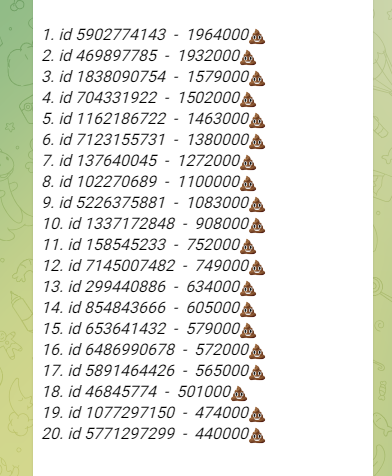 1. id 5902774143 - 1964000💩
2. id 469897785 - 1932000💩
3. id 1838090754 - 1579000💩
4. id 704331922 - 1502000💩
5. id 1162186722 - 1463000💩
6. id 7123155731 - 1380000💩
7. id 137640045 - 1272000💩
8. id 102270689 - 1100000💩
9. id 5226375881 - 1083000💩
10. id 1337172848 - 908000💩
11. id 158545233 - 752000💩
12. id 7145007482 - 749000💩
13. id 299440886 - 634000💩
14. id 854843666 - 605000💩
15. id 653641432 - 579000💩
16. id 6486990678 - 572000💩
17. id 5891464426 - 565000💩
18. id 46845774 - 501000💩
19. id 1077297150 - 474000💩
20. id 5771297299 - 440000💩